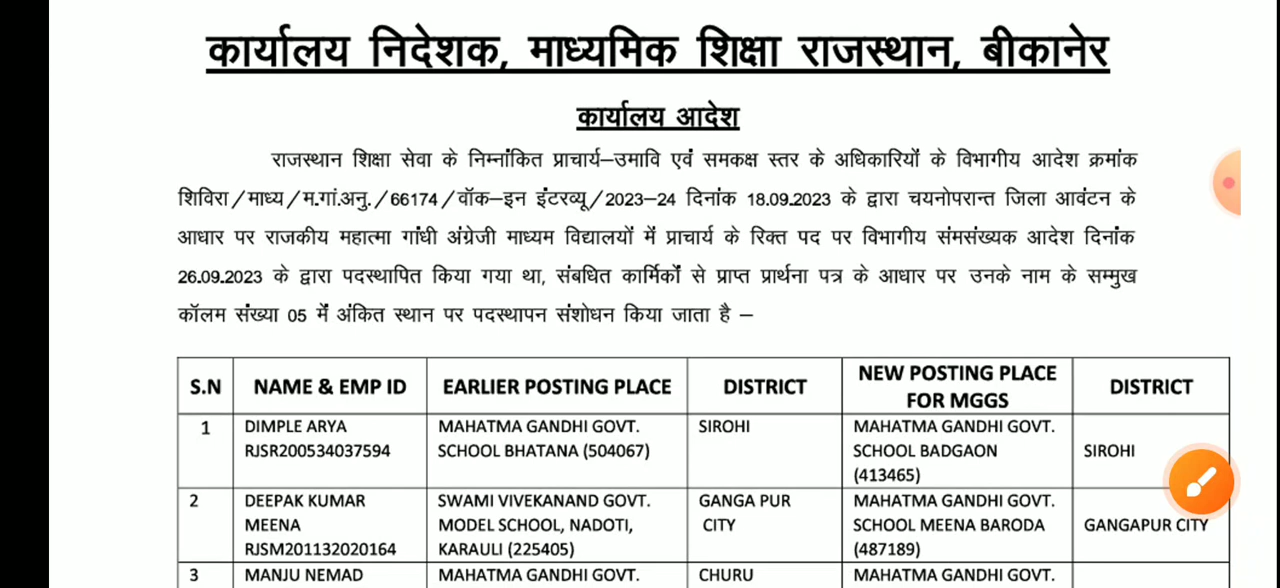 कार्यालय निदेशक, माध्यमिक शिक्षा राजस्थान, बीकानेर
कार्यालय आदेश
राजस्थान शिक्षा सेवा के निम्नांकित प्राचार्य–उमावि एवं समकक्ष स्तर के अधिकारियों के विभागीय आदेश क्रमांक
शिविरा/माध्य/म.गां.अनु./66174/वॉक–इन इंटरव्यू/2023–24 दिनांक 18.09.2023 के द्वारा चयनोपरान्त जिला आवंटन के
आधार पर राजकीय महात्मा गांधी अंग्रेजी माध्यम विद्यालयों में प्राचार्य के रिक्त पद पर विभागीय समसंख्यक आदेश दिनांक
26.09.2023 के द्वारा पदस्थापित किया गया था, संबधित कार्मिकों से प्राप्त प्रार्थना पत्र के आधार पर उनके नाम के सम्मुख
कॉलम संख्या 05 में अंकित स्थान पर पदस्थापन संशोधन किया जाता है –
S.N NAME & EMP ID EARLIER POSTING PLACE DISTRICT NEW POSTING PLACE FOR MGGS DISTRICT
1 DIMPLE ARYA MAHATMA GANDHI GOVT. SIROHI MAHATMA GANDHI GOVT.
RJSR200534037594 SCHOOL BHATANA (504067) SCHOOL BADGAON SIROHI
(413465)
2 DEEPAK KUMAR SWAMI VIVEKANAND GOVT. GANGA PUR MAHATMA GANDHI GOVT.
MEENA MODEL SCHOOL, NADOTI, CITY SCHOOL MEENA BARODA GANGAPUR CITY
RJSM201132020164 KARAULI (225405) (487189)
3 MANJU NEMAD MAHATMA GANDHI GOVT. CHURU MAHATMA GANDHI GOVT.